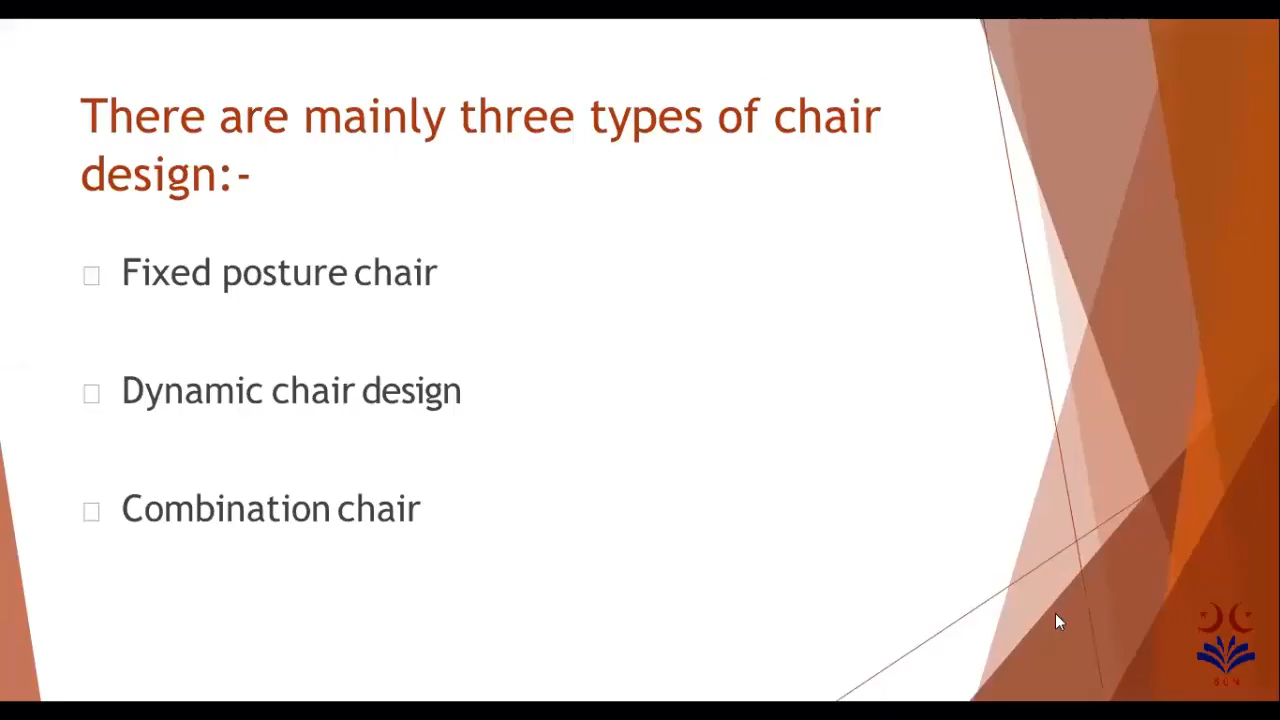 There are mainly three types of chair
design:-
Fixed posture chair
Dynamic chair design
Combination chair